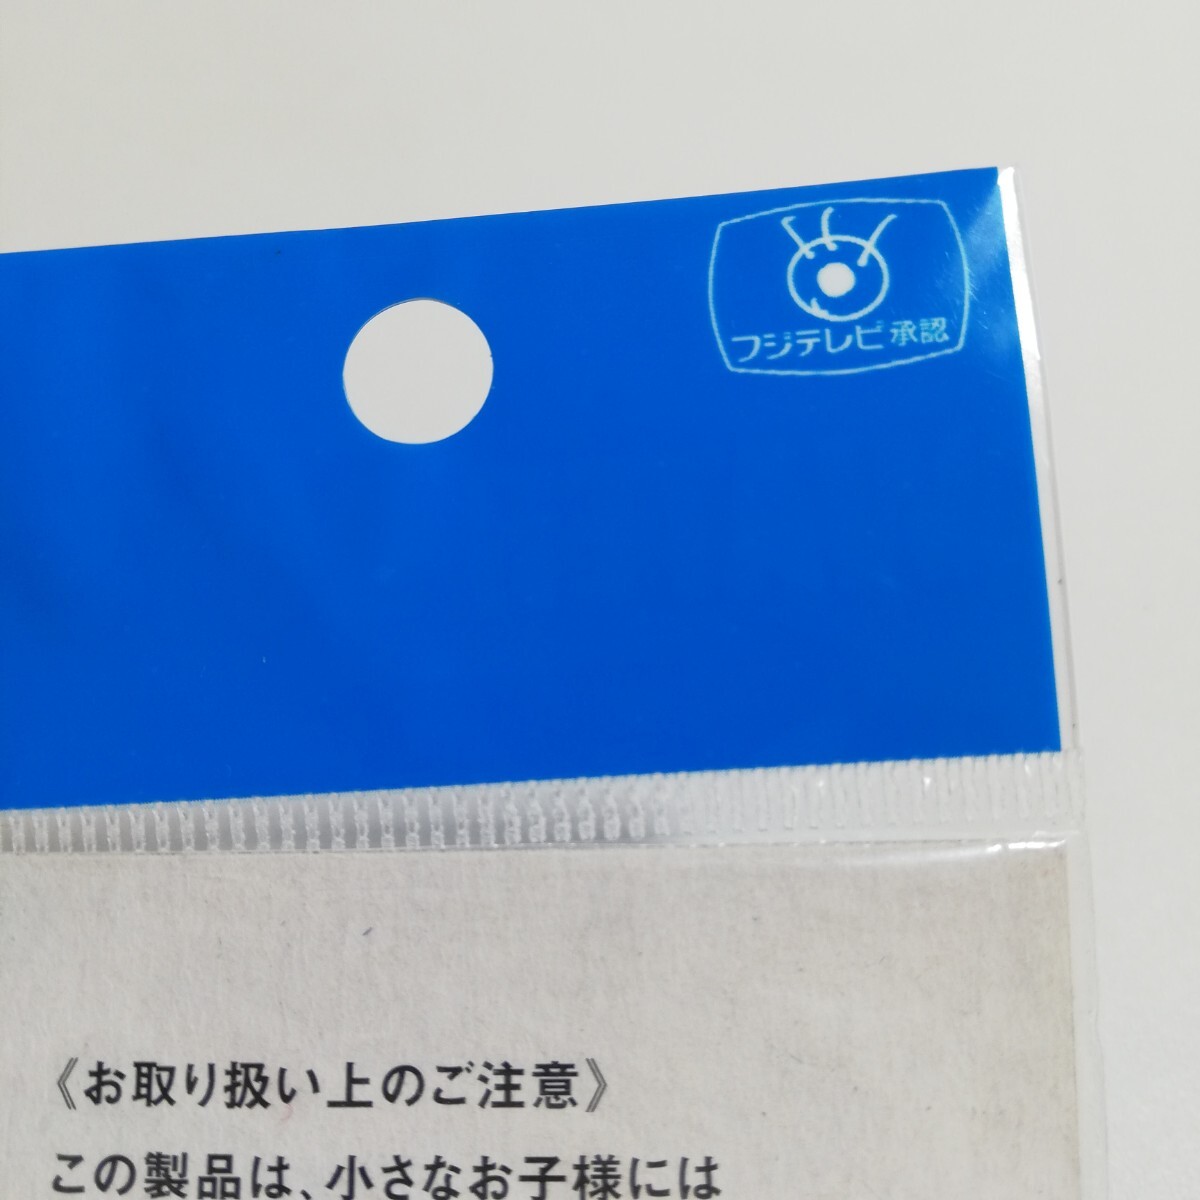 フジテレビ承認
《お取り扱い上のご注意》
この製品は、小さなお子様には